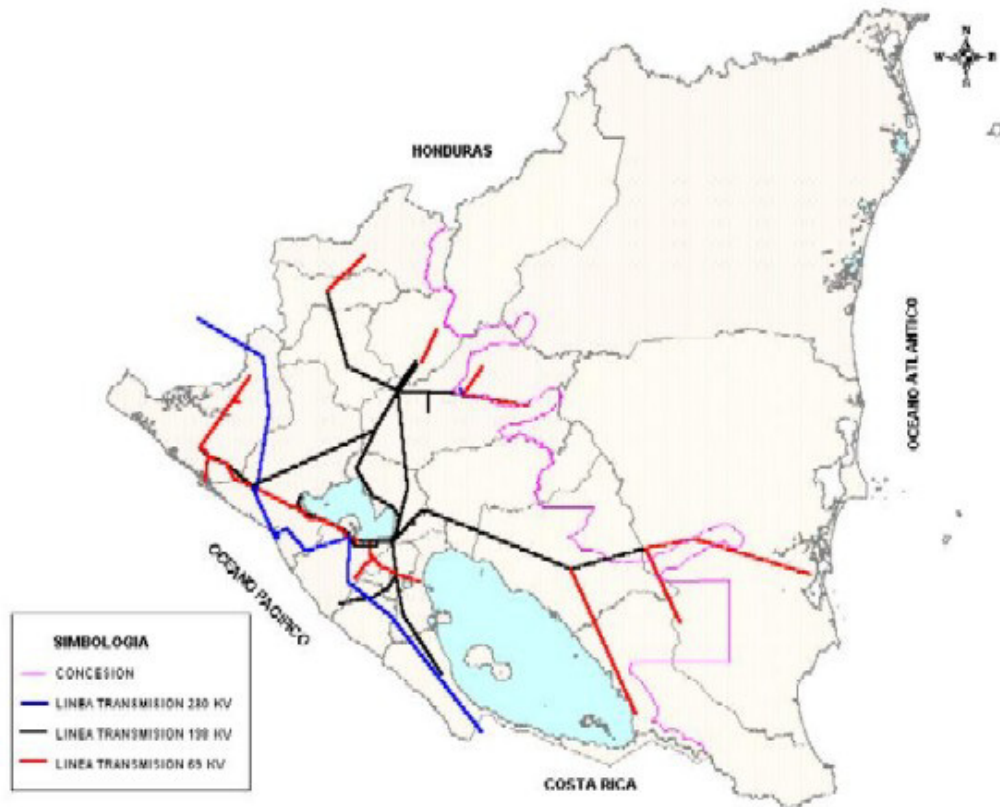 N
W E
S
HONDURAS
OCEANO ATLANTICO
OCEANO PACIFICO
SIMBOLOGIA
CONCESION
LINEA TRANSMISION 230 KV
LINEA TRANSMISION 138 KV
LINEA TRANSMISION 69 KV
COSTA RICA